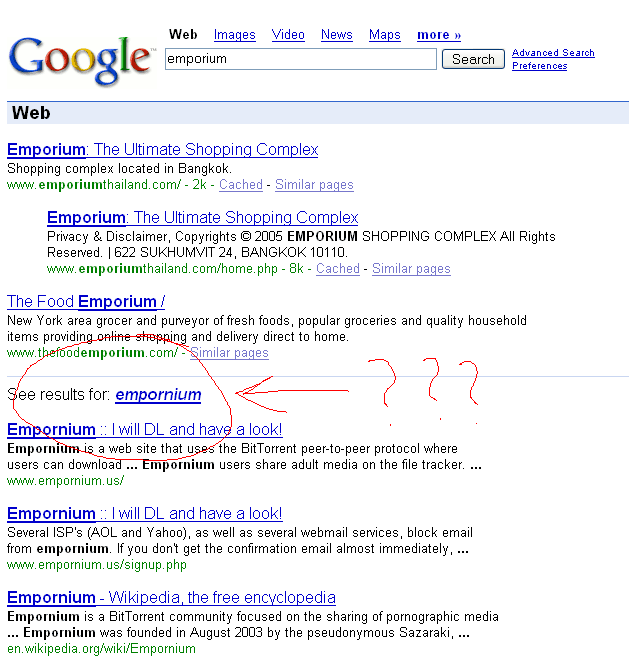 Web Images Video News Maps more »
Google™
emporium Search Advanced Search
Preferences
Web
Emporium: The Ultimate Shopping Complex
Shopping complex located in Bangkok.
www.emporiumthailand.com/ - 2k - Cached - Similar pages
Emporium: The Ultimate Shopping Complex
Privacy & Disclaimer, Copyrights © 2005 EMPORIUM SHOPPING COMPLEX All Rights
Reserved. | 622 SUKHUMVIT 24, BANGKOK 10110.
www.emporiumthailand.com/home.php - 8k - Cached - Similar pages
The Food Emporium /
New York area grocer and purveyor of fresh foods, popular groceries and quality household
items providing online shopping and delivery direct to home.
www.thefoodemporium.com/ - Similar pages
See results for: empornium
? ? ?
Empornium :: I will DL and have a look!
Empornium is a web site that uses the BitTorrent peer-to-peer protocol where
users can download ... Empornium users share adult media on the file tracker. ...
www.empornium.us/
Empornium :: I will DL and have a look!
Several ISP's (AOL and Yahoo), as well as several webmail services, block email
from empornium. If you don't get the confirmation email almost immediately, ...
www.empornium.us/signup.php
Empornium - Wikipedia, the free encyclopedia
Empornium is a BitTorrent community focused on the sharing of pornographic media
... Empornium was founded in August 2003 by the pseudonymous Sazaraki, ...
en.wikipedia.org/wiki/Empornium